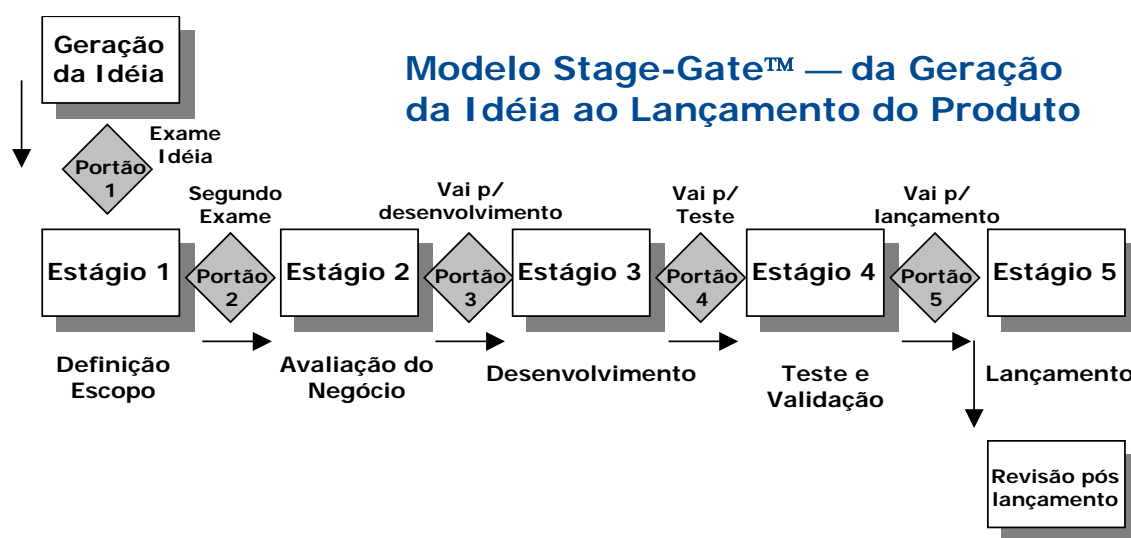 Geração
da Idéia
Modelo Stage-Gate™ — da Geração
da Idéia ao Lançamento do Produto
Exame
Idéia
Portão
1
Segundo
Exame
Vai p/
desenvolvimento
Vai p/
Teste
Vai p/
lançamento
Estágio 1
Portão
2
Estágio 2
Portão
3
Estágio 3
Portão
4
Estágio 4
Portão
5
Estágio 5
Definição
Escopo
Avaliação do
Negócio
Desenvolvimento
Teste e
Validação
Lançamento
Revisão pós
lançamento